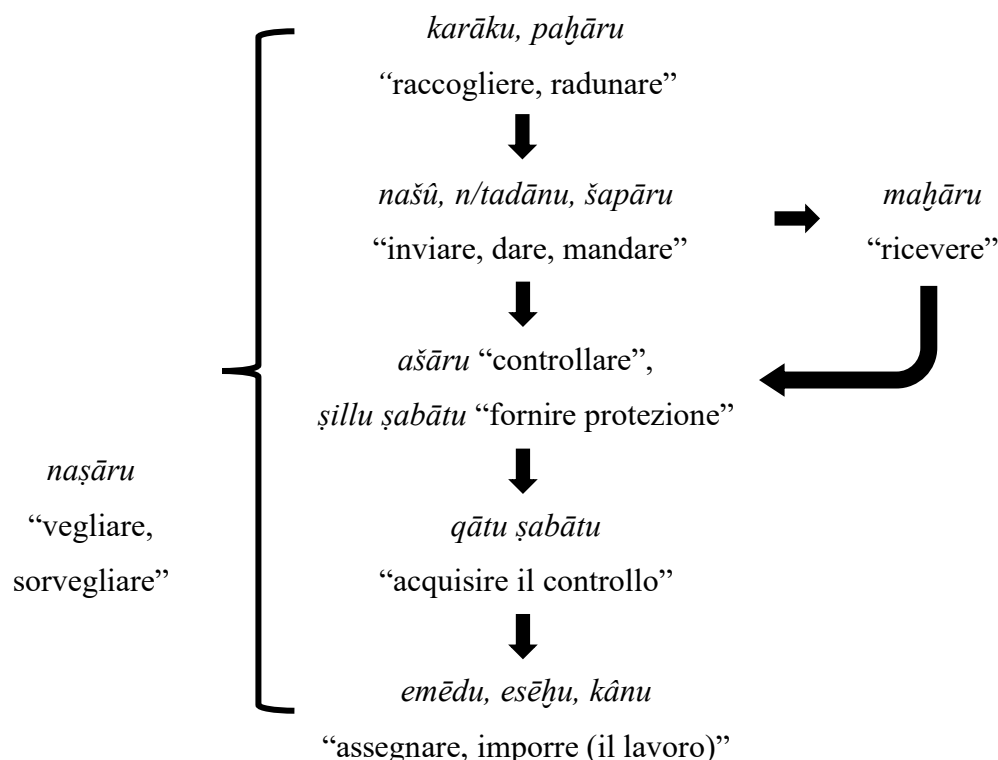 karāku, paḫāru
“raccogliere, radunare”
našû, n/tadānu, šapāru
“inviare, dare, mandare”
maḫāru
“ricevere”
ašāru “controllare”,
ṣillu ṣabātu “fornire protezione”
naṣāru
“vegliare,
sorvegliare”
qātu ṣabātu
“acquisire il controllo”
emēdu, esēḫu, kânu
“assegnare, imporre (il lavoro)”